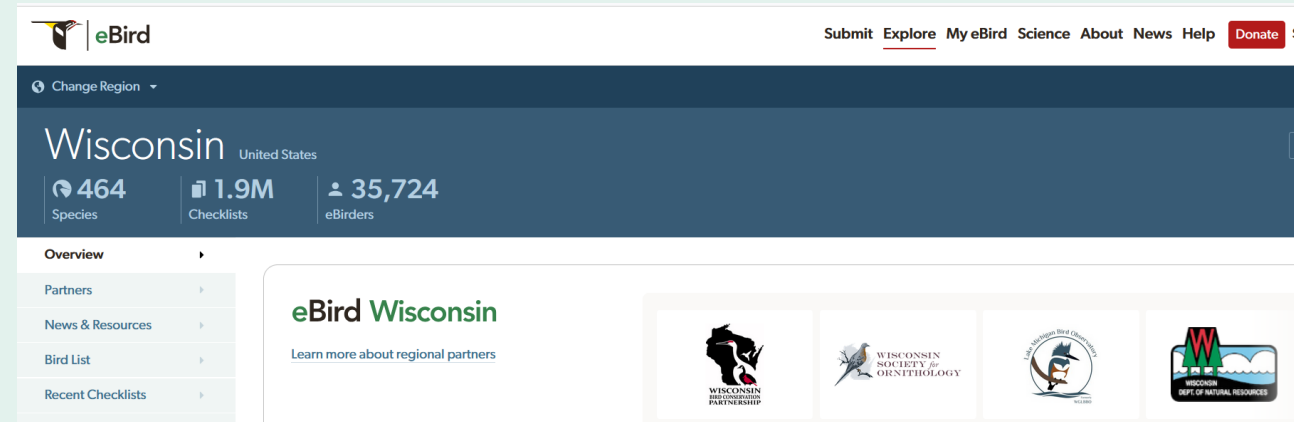 eBird
Submit Explore My eBird Science About News Help Donate
Change Region
Wisconsin United States
464 1.9M 35,724
Species Checklists eBirders
Overview
Partners
News & Resources
Bird List
Recent Checklists
eBird Wisconsin
Learn more about regional partners
WISCONSIN
BIRD CONSERVATION
PARTNERSHIP
WISCONSIN
SOCIETY for
ORNITHOLOGY
Lake Michigan Bird Observatory
WISCONSIN
DEPT. OF NATURAL RESOURCES